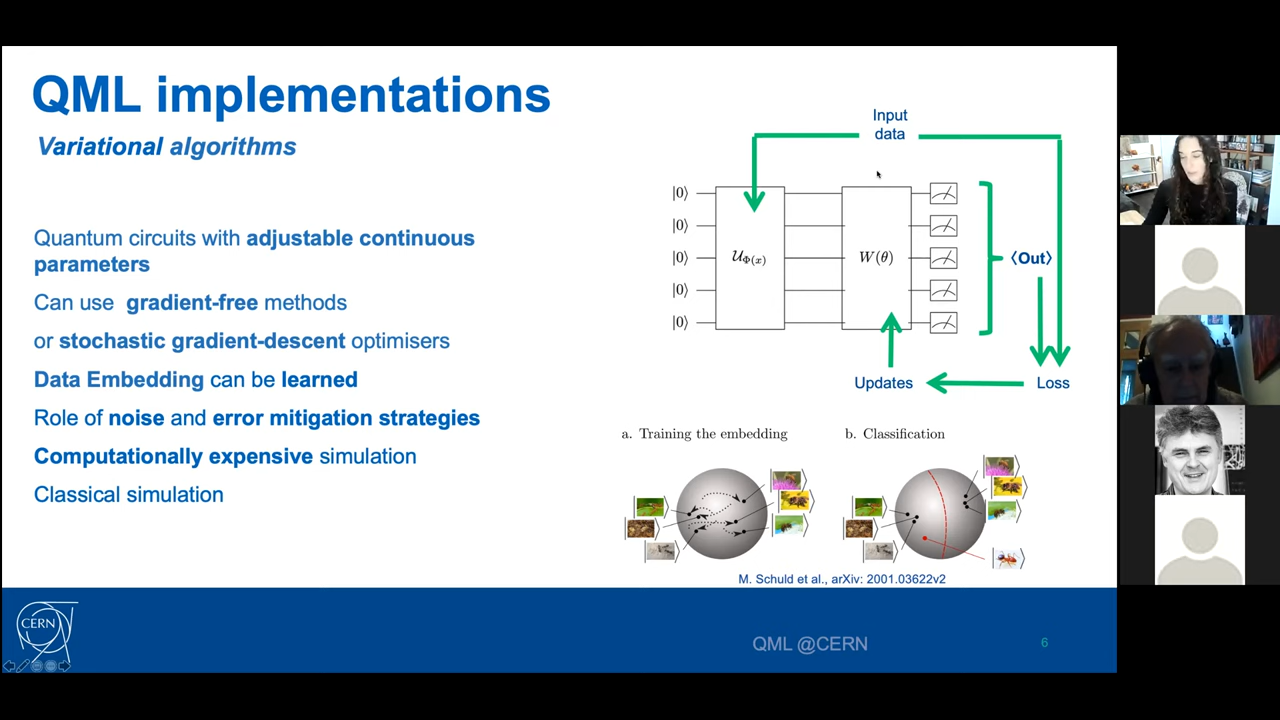 QML implementations
Variational algorithms
Quantum circuits with adjustable continuous
parameters
Can use gradient-free methods
or stochastic gradient-descent optimisers
Data Embedding can be learned
Role of noise and error mitigation strategies
Computationally expensive simulation
Classical simulation
Input
data
|0⟩
|0⟩
|0⟩
|0⟩
|0⟩
𝒰Φ(x)
W(θ)
⟨Out⟩
Updates
Loss
a. Training the embedding
b. Classification
M. Schuld et al., arXiv: 2001.03622v2
CERN
QML @CERN
6